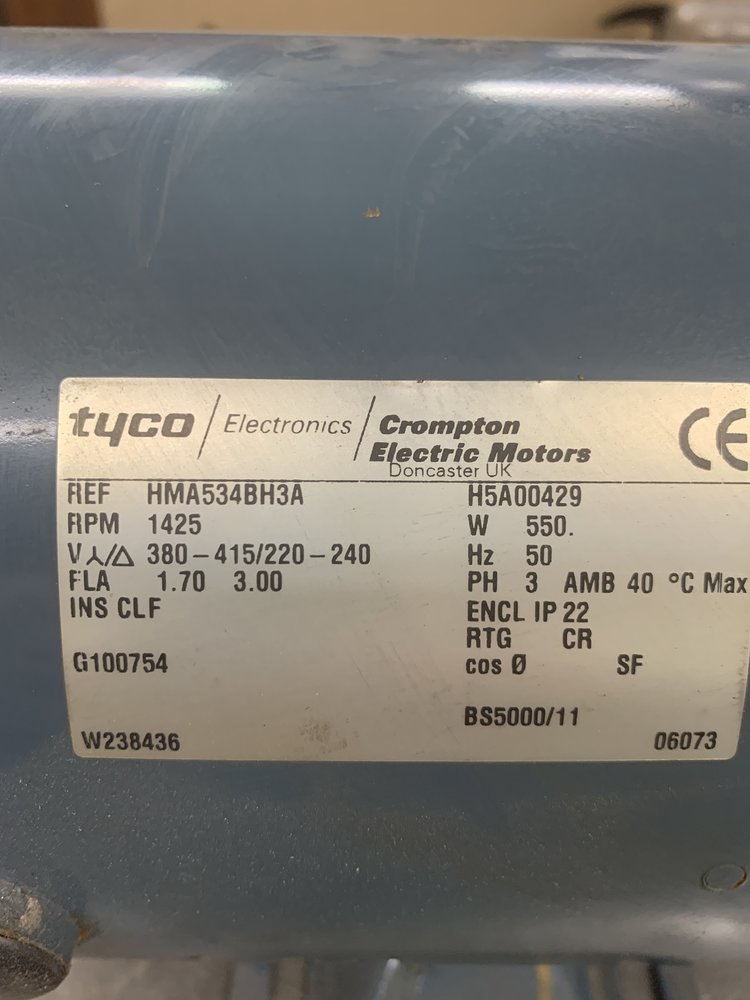 tyco / Electronics / Crompton
Electric Motors
Doncaster UK
CE
REF HMA534BH3A H5A00429
RPM 1425 W 550.
V⅄/△ 380-415/220-240 Hz 50
FLA 1.70 3.00 PH 3 AMB 40 °C Max
INS CLF ENCL IP 22
RTG CR
G100754 cos Ø SF
BS5000/11
W238436 06073